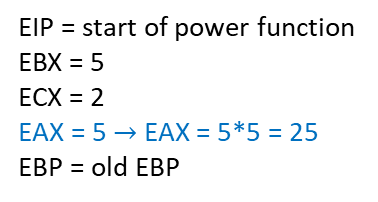 EIP = start of power function
EBX = 5
ECX = 2
EAX = 5 → EAX = 5*5 = 25
EBP = old EBP